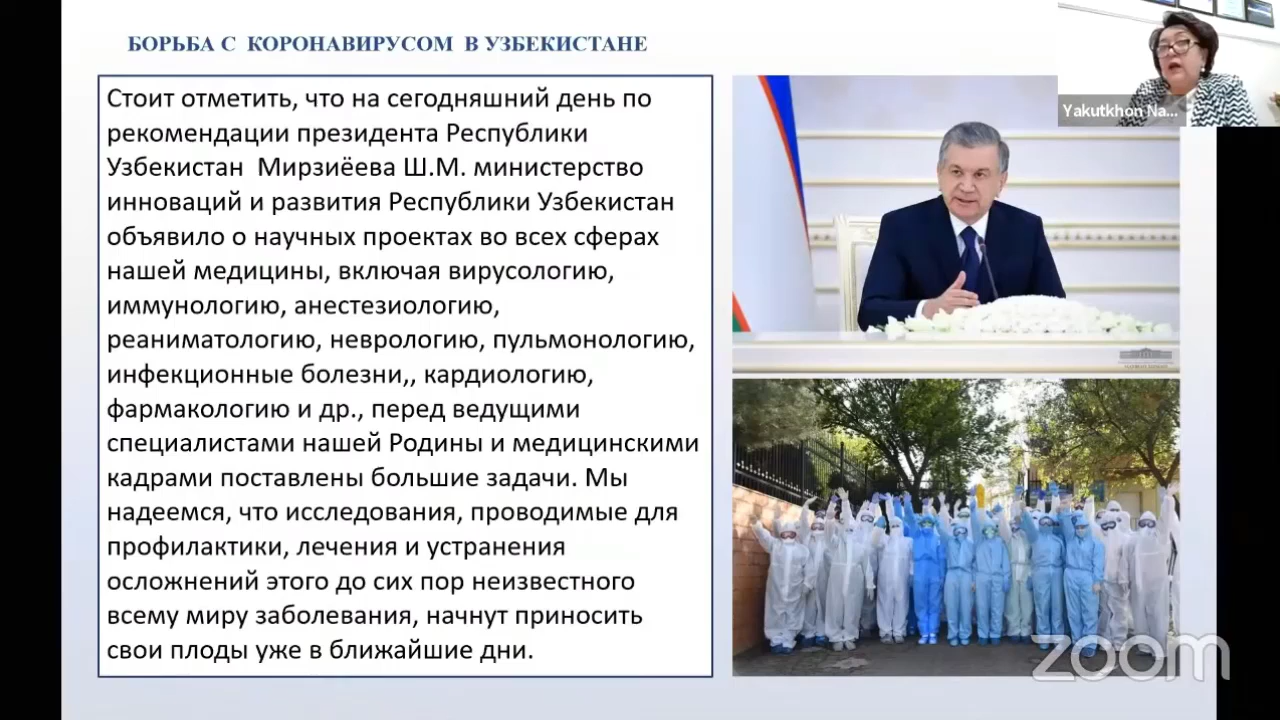 БОРЬБА С КОРОНАВИРУСОМ В УЗБЕКИСТАНЕ
Стоит отметить, что на сегодняшний день по
рекомендации президента Республики
Узбекистан Мирзиёева Ш.М. министерство
инноваций и развития Республики Узбекистан
объявило о научных проектах во всех сферах
нашей медицины, включая вирусологию,
иммунологию, анестезиологию,
реаниматологию, неврологию, пульмонологию,
инфекционные болезни,, кардиологию,
фармакологию и др., перед ведущими
специалистами нашей Родины и медицинскими
кадрами поставлены большие задачи. Мы
надеемся, что исследования, проводимые для
профилактики, лечения и устранения
осложнений этого до сих пор неизвестного
всему миру заболевания, начнут приносить
свои плоды уже в ближайшие дни.
Yakutkhon Na...
zoom